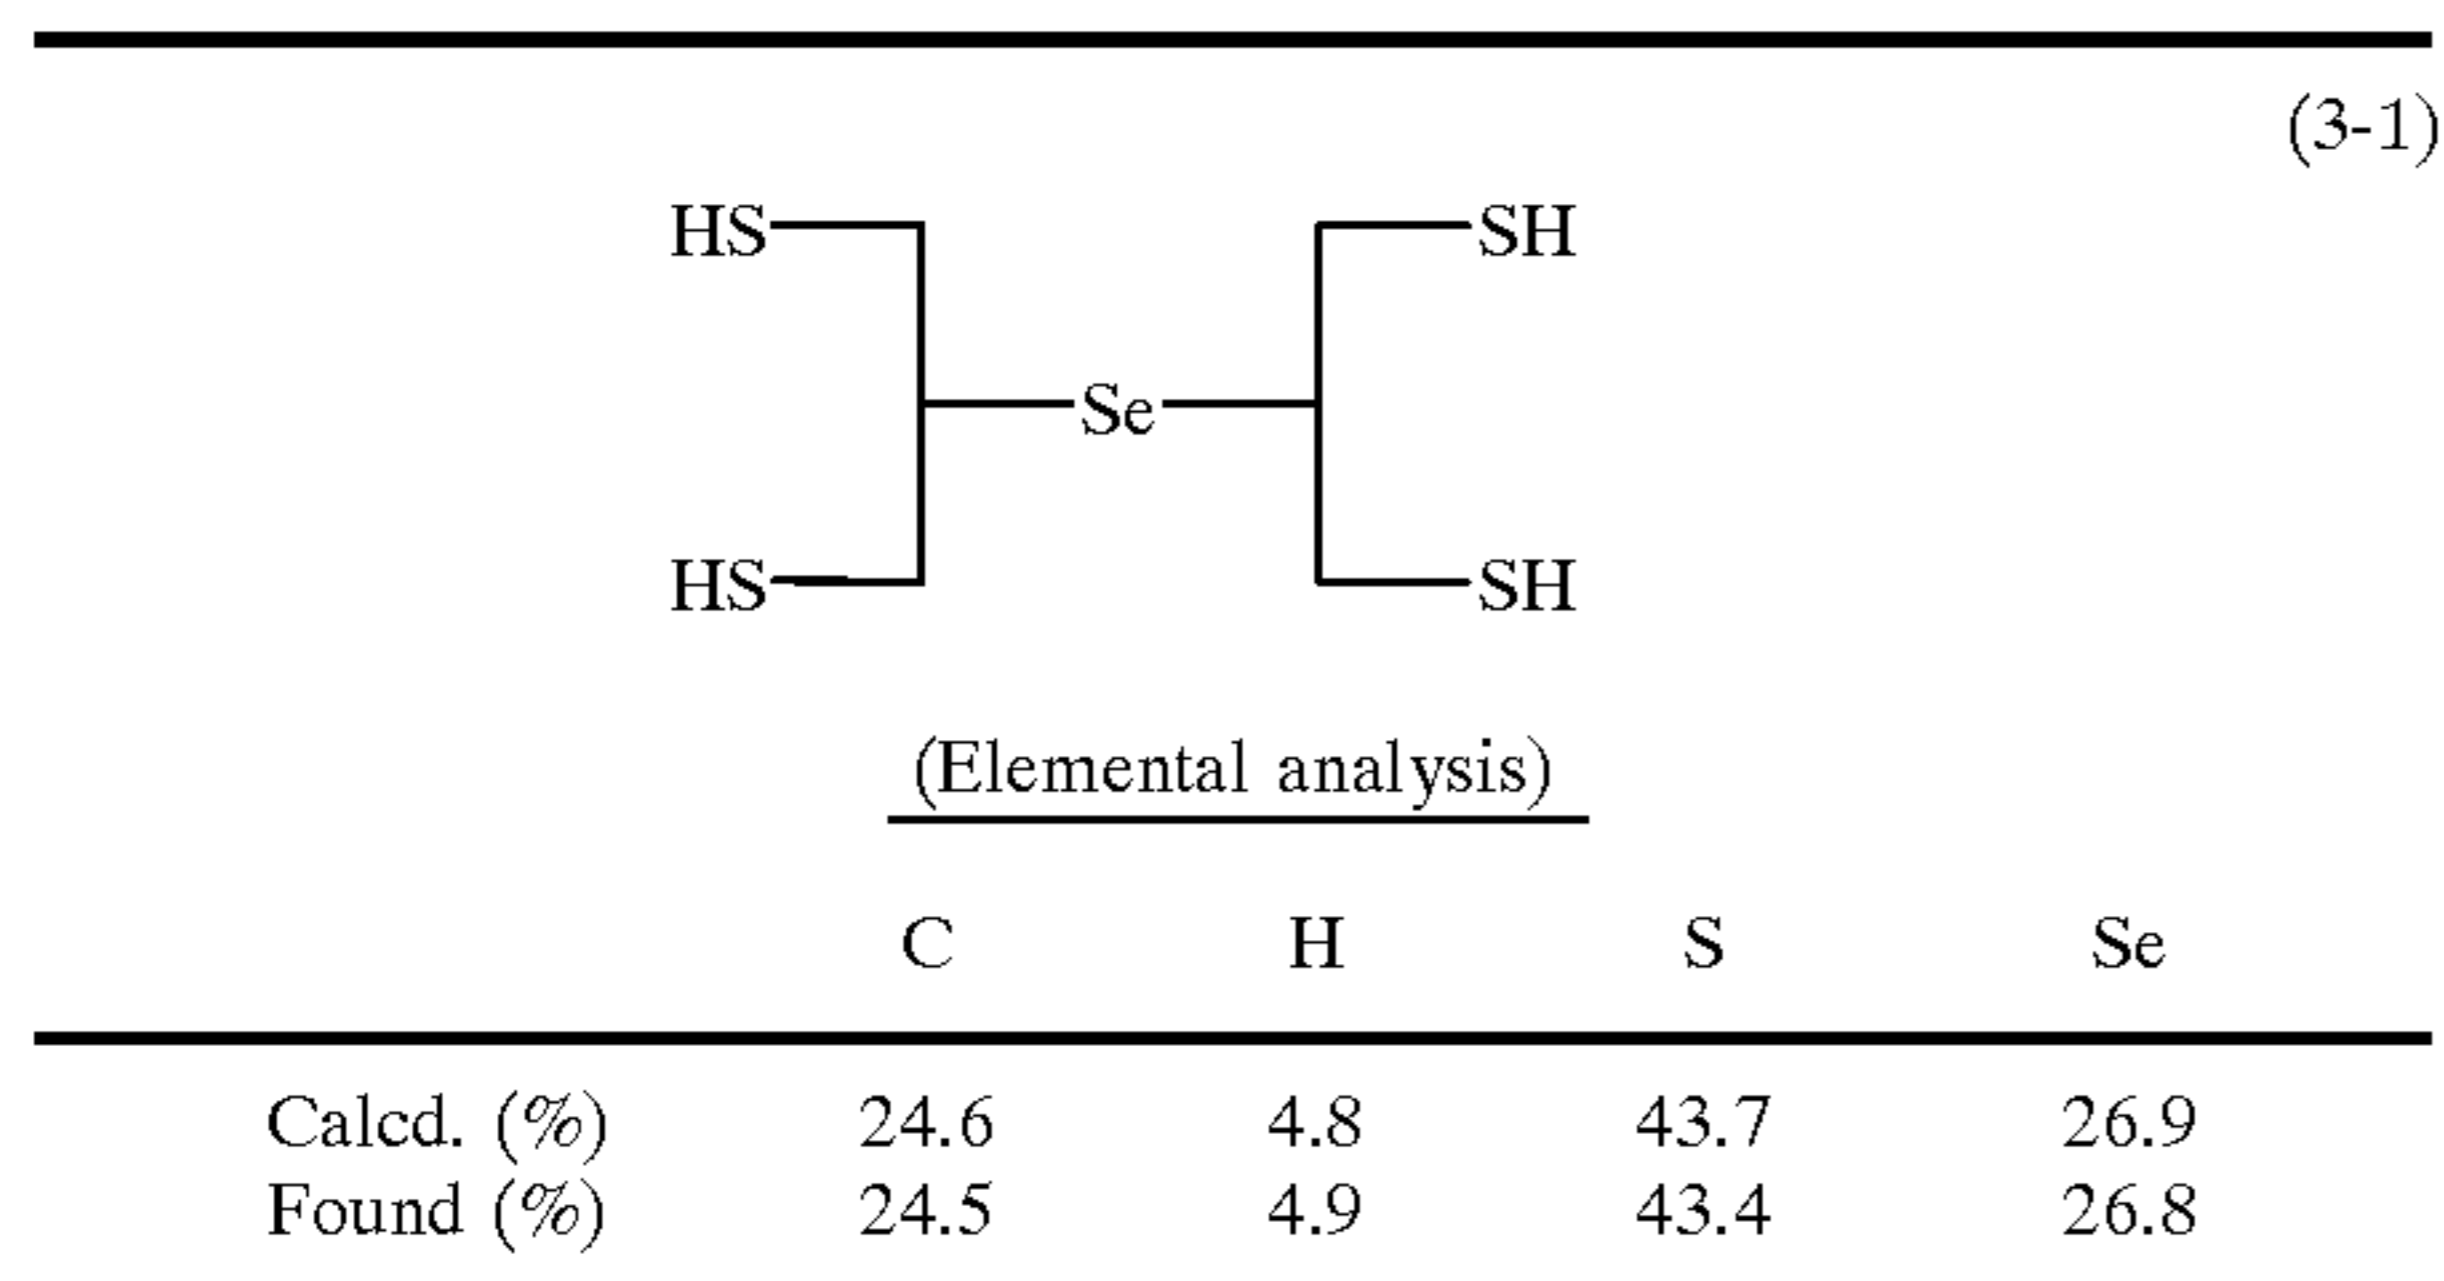 (3-1)
HS SH
Se
HS SH
(Elemental analysis)
C H S Se
Calcd. (%) 24.6 4.8 43.7 26.9
Found (%) 24.5 4.9 43.4 26.8